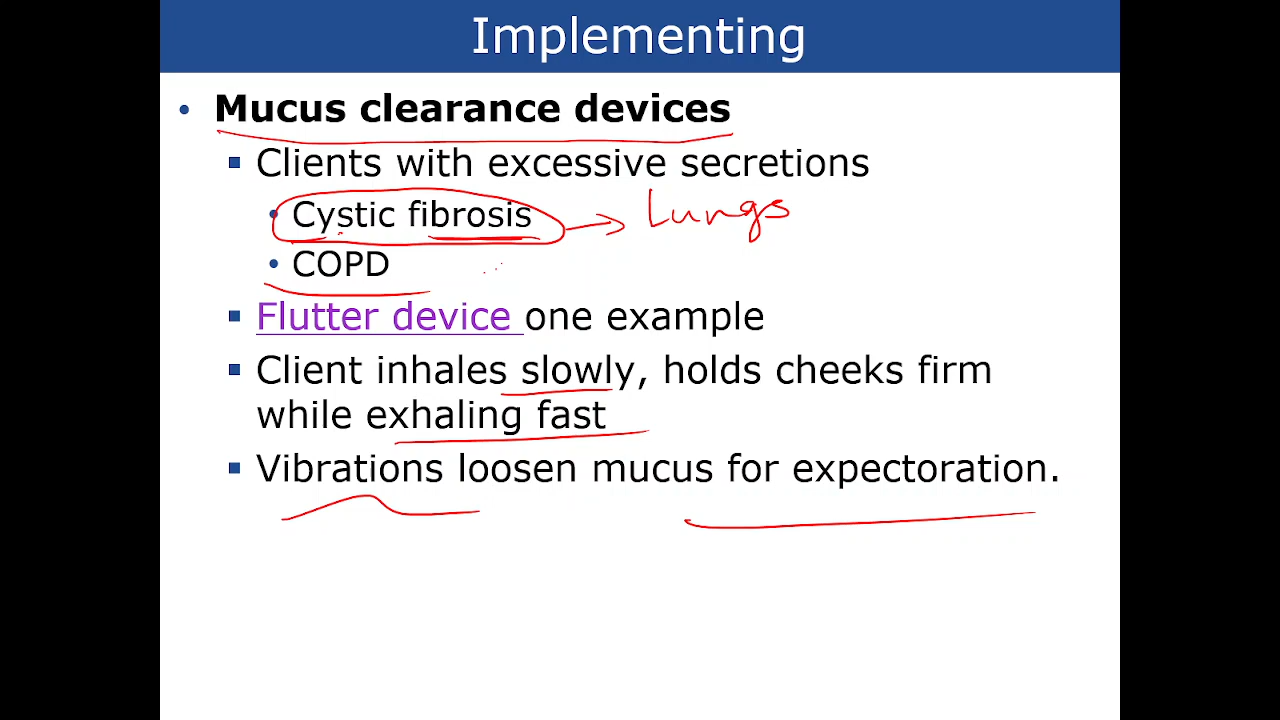 Implementing
• Mucus clearance devices
▪ Clients with excessive secretions
• Cystic fibrosis → Lungs
• COPD
▪ Flutter device one example
▪ Client inhales slowly, holds cheeks firm
while exhaling fast
▪ Vibrations loosen mucus for expectoration.